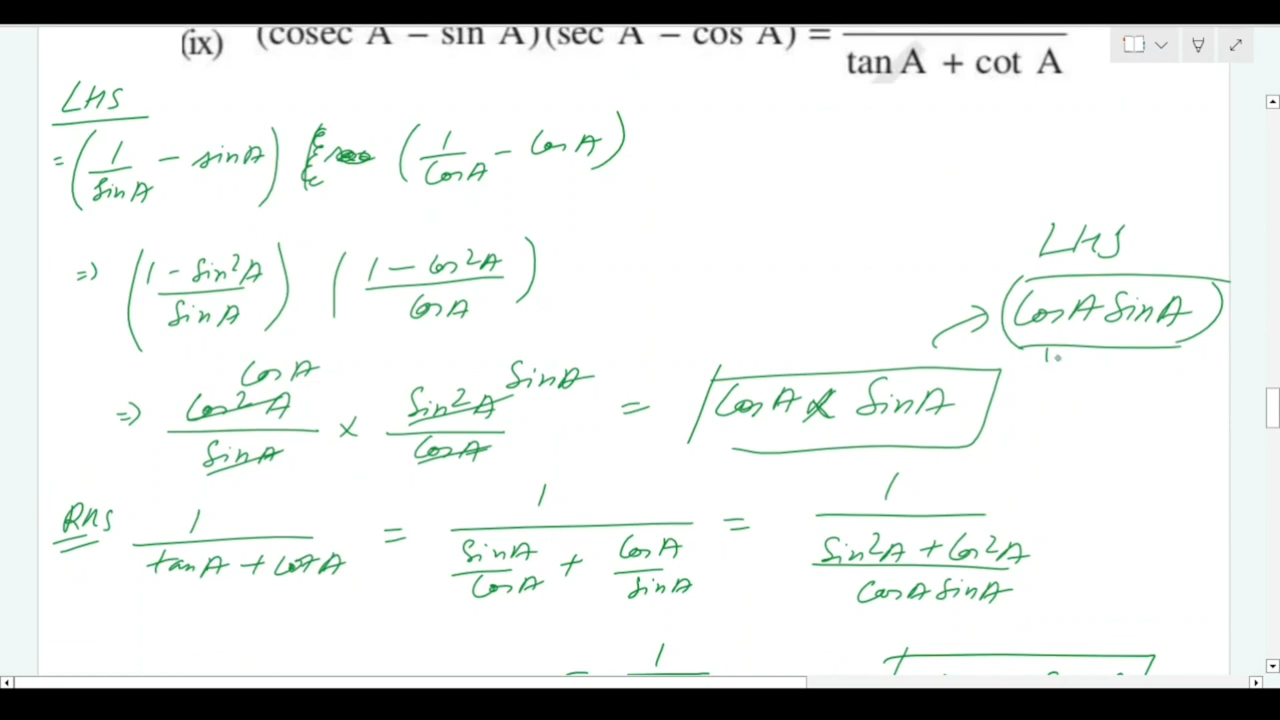 (ix) (cosec A − sin A)(sec A − cos A) = ―
tan A + cot A
LHS
= (1/SinA − sinA) (1/CosA − CosA)
=) (1 − Sin²A/SinA) (1 − Cos²A/CosA)
LHS
CosA SinA
CosA SinA
=) Cos²A/SinA × Sin²A/CosA = CosA × SinA
RHS 1/tanA + CotA = 1/SinA/CosA + CosA/SinA = 1/Sin²A + Cos²A/CosA SinA
= 1